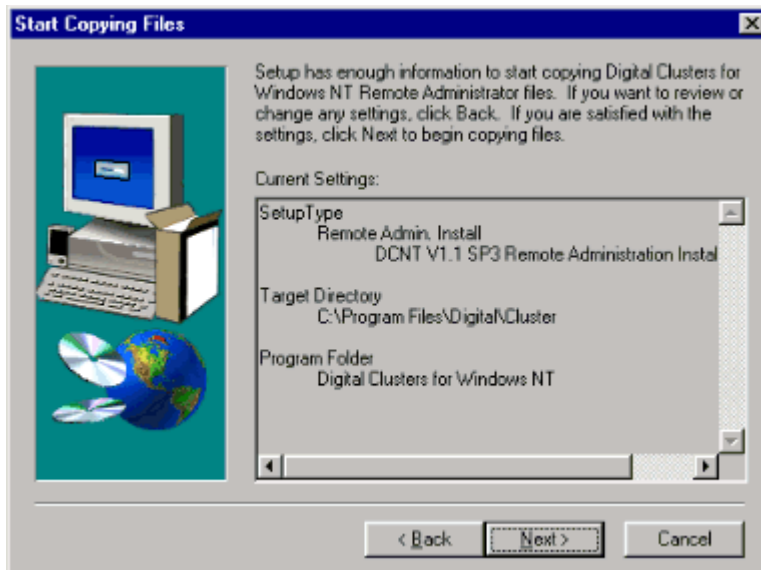 Start Copying Files
Setup has enough information to start copying Digital Clusters for
Windows NT Remote Administrator files. If you want to review or
change any settings, click Back. If you are satisfied with the
settings, click Next to begin copying files.
Current Settings:
SetupType
Remote Admin. Install
DCNT V1.1 SP3 Remote Administration Instal
Target Directory
C:\Program Files\Digital\Cluster
Program Folder
Digital Clusters for Windows NT
< Back
Next >
Cancel